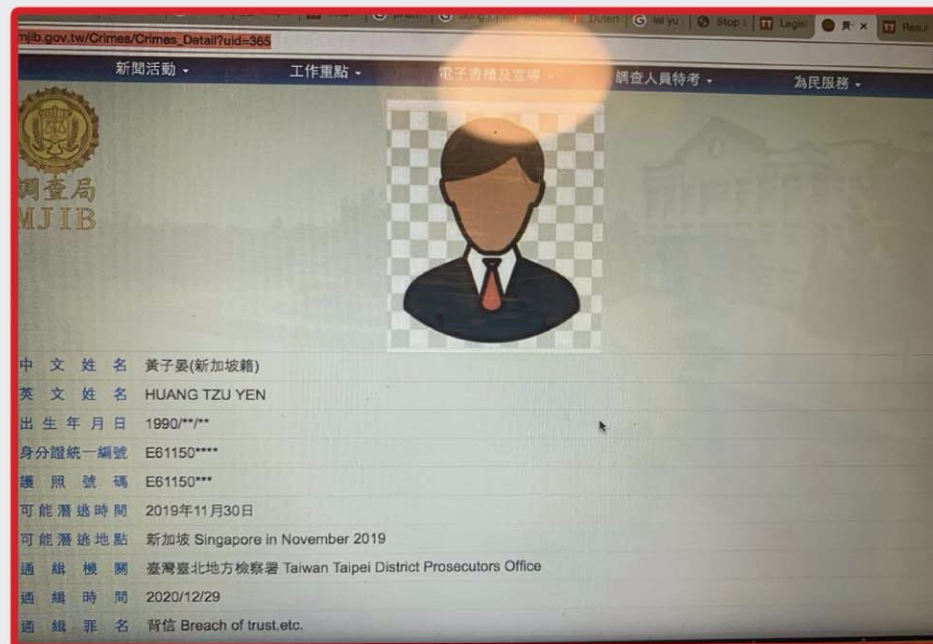 mjib.gov.tw/Crimes/Crimes_Detail?uid=365
新聞活動
工作重點
電子書櫃及宣導
調查人員特考
為民服務
調查局
MJIB
中文姓名 黃子晏(新加坡籍)
英文姓名 HUANG TZU YEN
出生年月日 1990/**/**
身分證統一編號 E61150****
護照號碼 E61150***
可能潛逃時間 2019年11月30日
可能潛逃地點 新加坡 Singapore in November 2019
通緝機關 臺灣臺北地方檢察署 Taiwan Taipei District Prosecutors Office
通緝時間 2020/12/29
通緝罪名 背信 Breach of trust,etc.